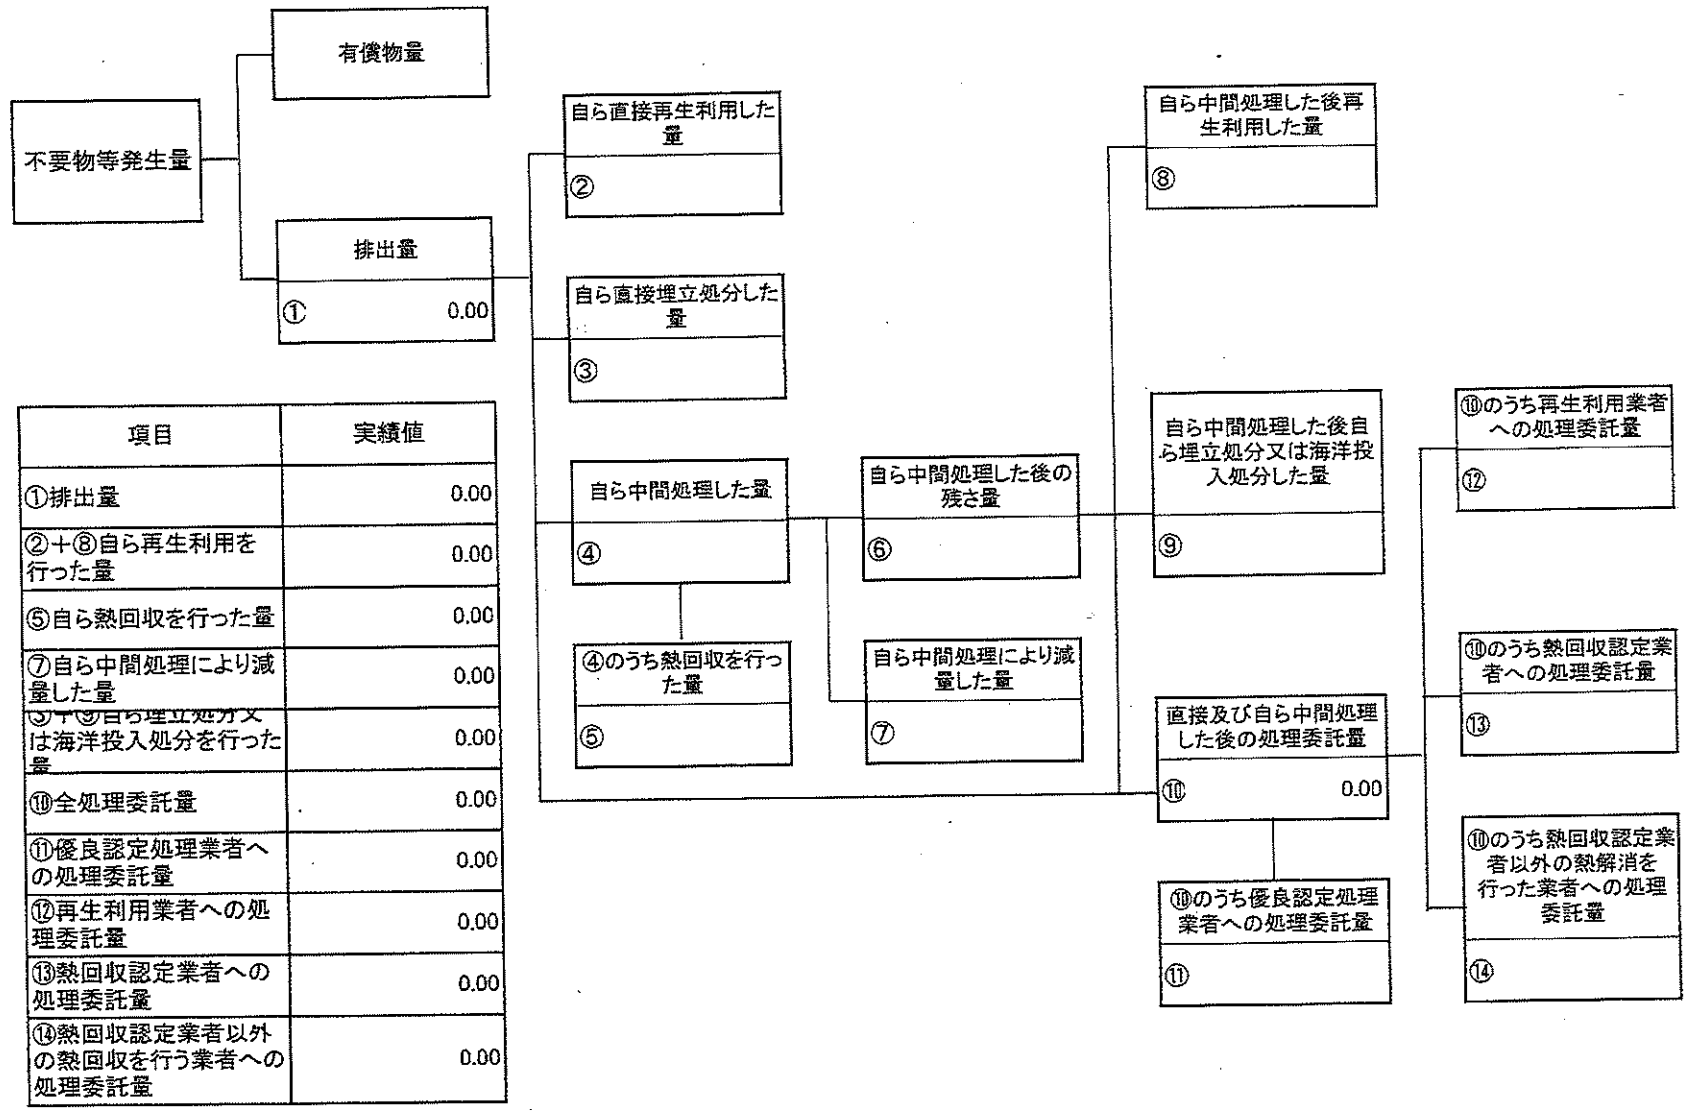 有償物量
不要物等発生量
排出量
① 0.00
自ら直接再生利用した
量
②
自ら直接埋立処分した
量
③
自ら中間処理した量
④
④のうち熱回収を行っ
た量
⑤
自ら中間処理した後の
残さ量
⑥
自ら中間処理により減
量した量
⑦
自ら中間処理した後再
生利用した量
⑧
自ら中間処理した後自
ら埋立処分又は海洋投
入処分した量
⑨
直接及び自ら中間処理
した後の処理委託量
⑩ 0.00
⑩のうち優良認定処理
業者への処理委託量
⑪
⑩のうち再生利用業者
への処理委託量
⑫
⑩のうち熱回収認定業
者への処理委託量
⑬
⑩のうち熱回収認定業
者以外の熱解消を
行った業者への処理
委託量
⑭
項目 実績値
①排出量 0.00
②+⑧自ら再生利用を
行った量 0.00
⑤自ら熱回収を行った量 0.00
⑦自ら中間処理により減
量した量 0.00
③+⑨自ら埋立処分又
は海洋投入処分を行った
量 0.00
⑩全処理委託量 0.00
⑪優良認定処理業者へ
の処理委託量 0.00
⑫再生利用業者への処
理委託量 0.00
⑬熱回収認定業者への
処理委託量 0.00
⑭熱回収認定業者以外
の熱回収を行う業者への
処理委託量 0.00